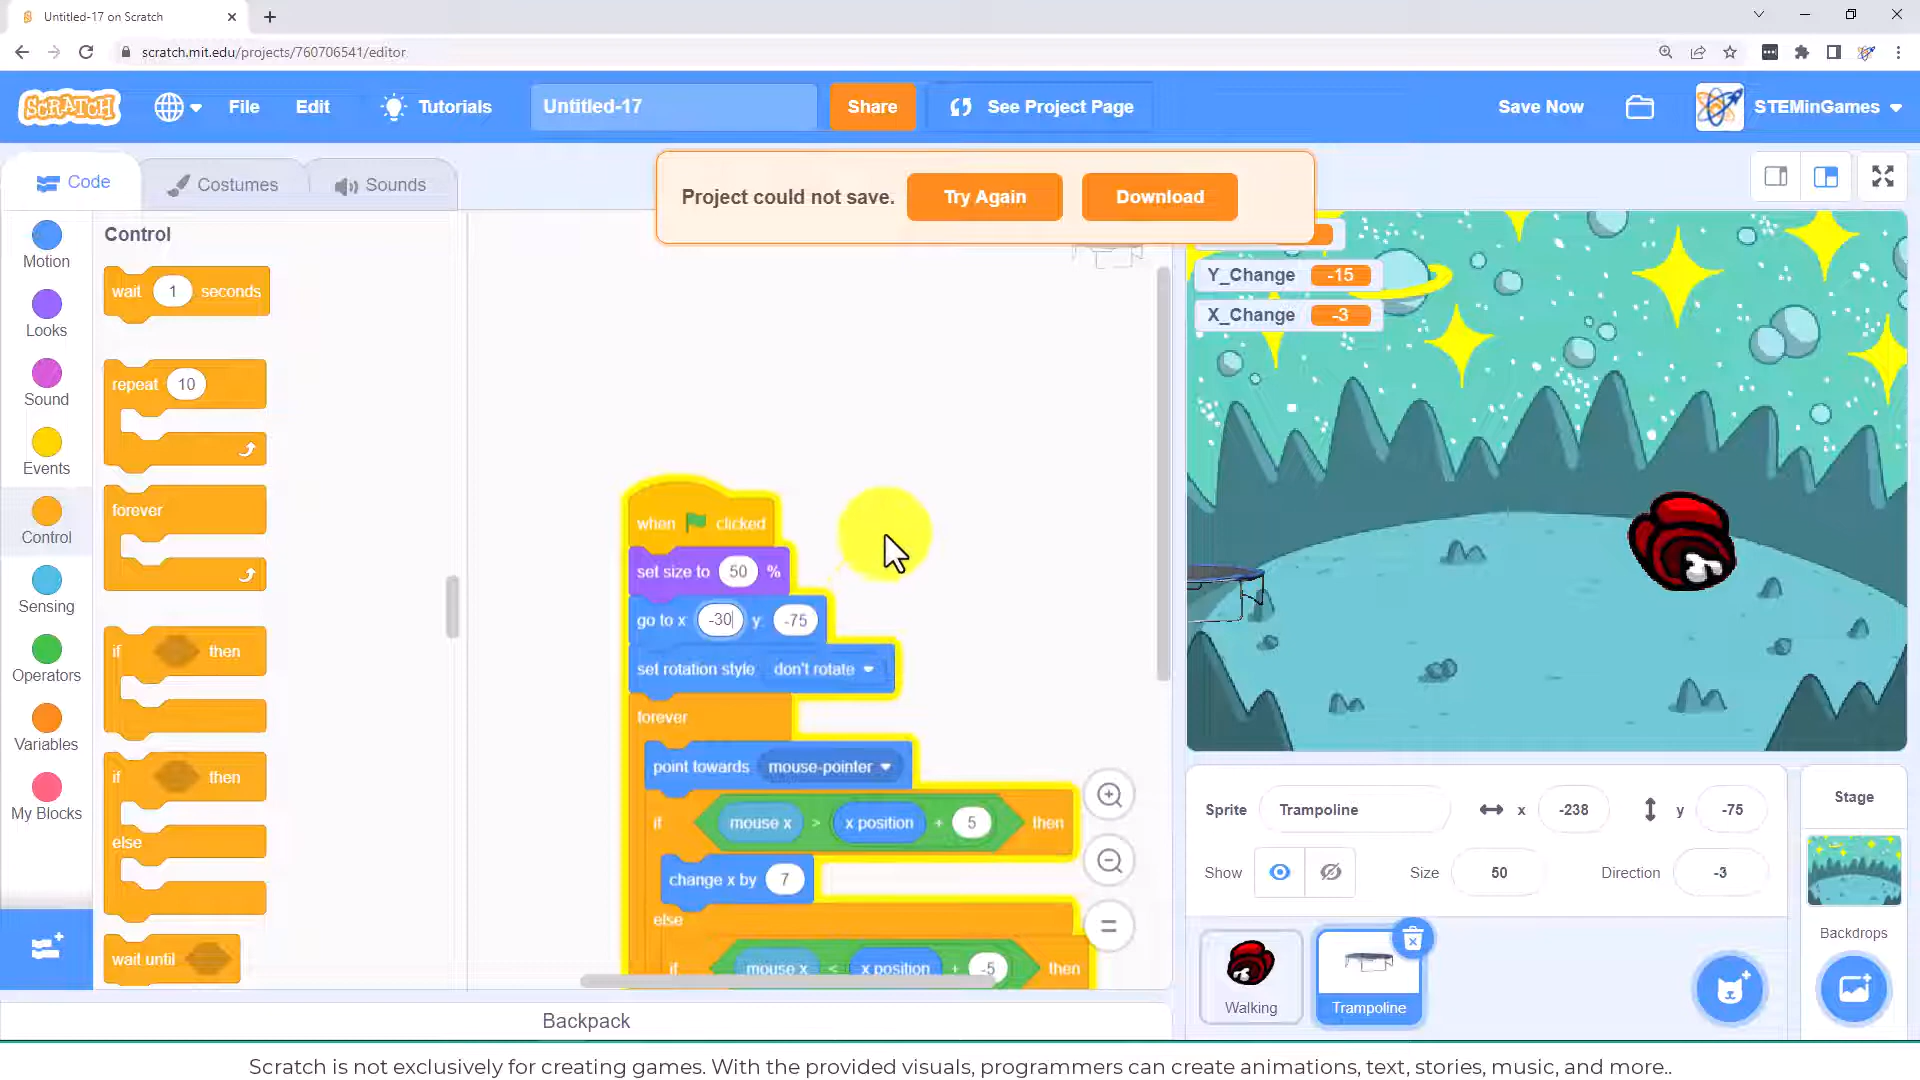 Untitled-17 on Scratch
scratch.mit.edu/projects/760706541/editor
SCRATCH
File
Edit
Tutorials
Untitled-17
Share
See Project Page
Save Now
STEMinGames
Code
Costumes
Sounds
Project could not save.
Try Again
Download
Motion
Looks
Sound
Events
Control
Sensing
Operators
Variables
My Blocks
Control
wait 1 seconds
repeat 10
forever
if then
if then
else
wait until
when clicked
set size to 50 %
go to x: -30 y: -75
set rotation style don't rotate
forever
point towards mouse-pointer
if mouse x > x position + 5 then
change x by 7
else
if mouse x < x position + -5 then
Backpack
Y_Change -15
X_Change -3
Sprite Trampoline x -238 y -75
Show Size 50 Direction -3
Walking
Trampoline
Stage
Backdrops
Scratch is not exclusively for creating games. With the provided visuals, programmers can create animations, text, stories, music, and more..